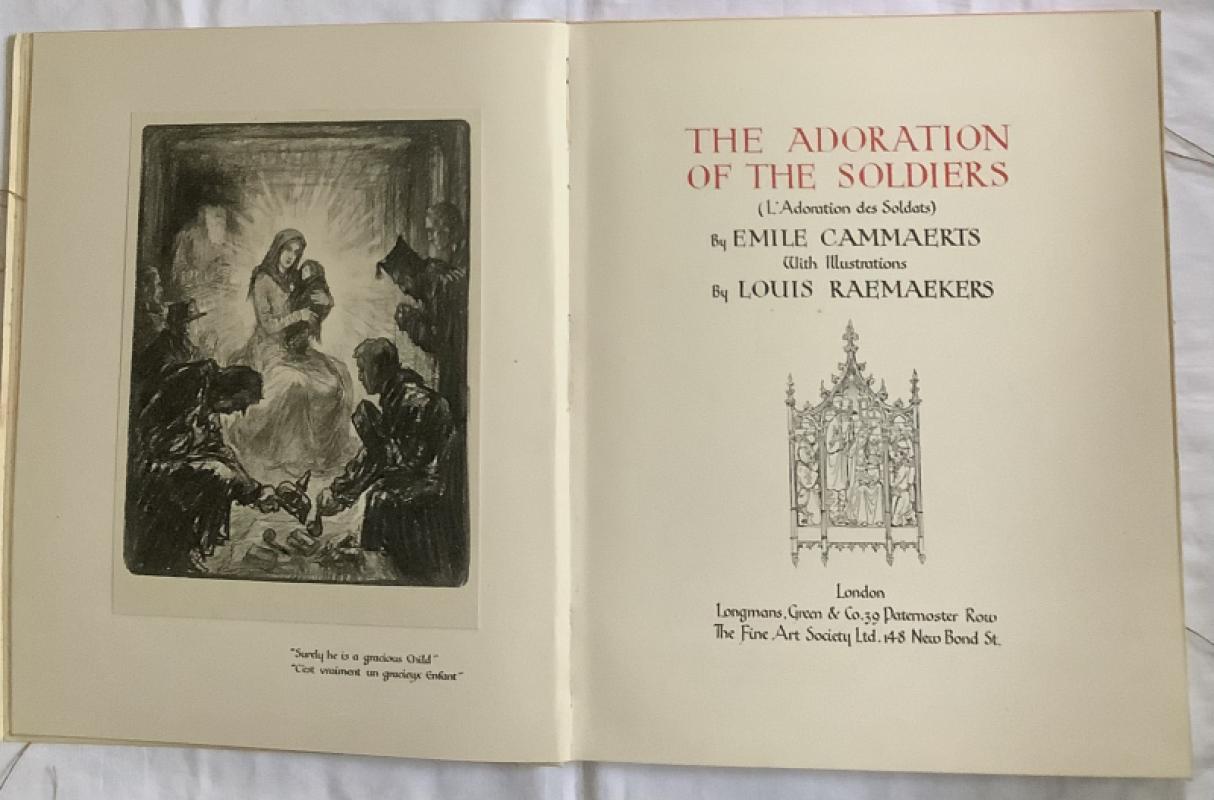 "Surely he is a gracious Child"
"C'est vraiment un gracieux Enfant"
THE ADORATION
OF THE SOLDIERS
(L'Adoration des Soldats)
By EMILE CAMMAERTS
With Illustrations
By LOUIS RAEMAEKERS
London
Longmans, Green & Co. 39 Paternoster Row
The Fine Art Society Ltd. 148 New Bond St.